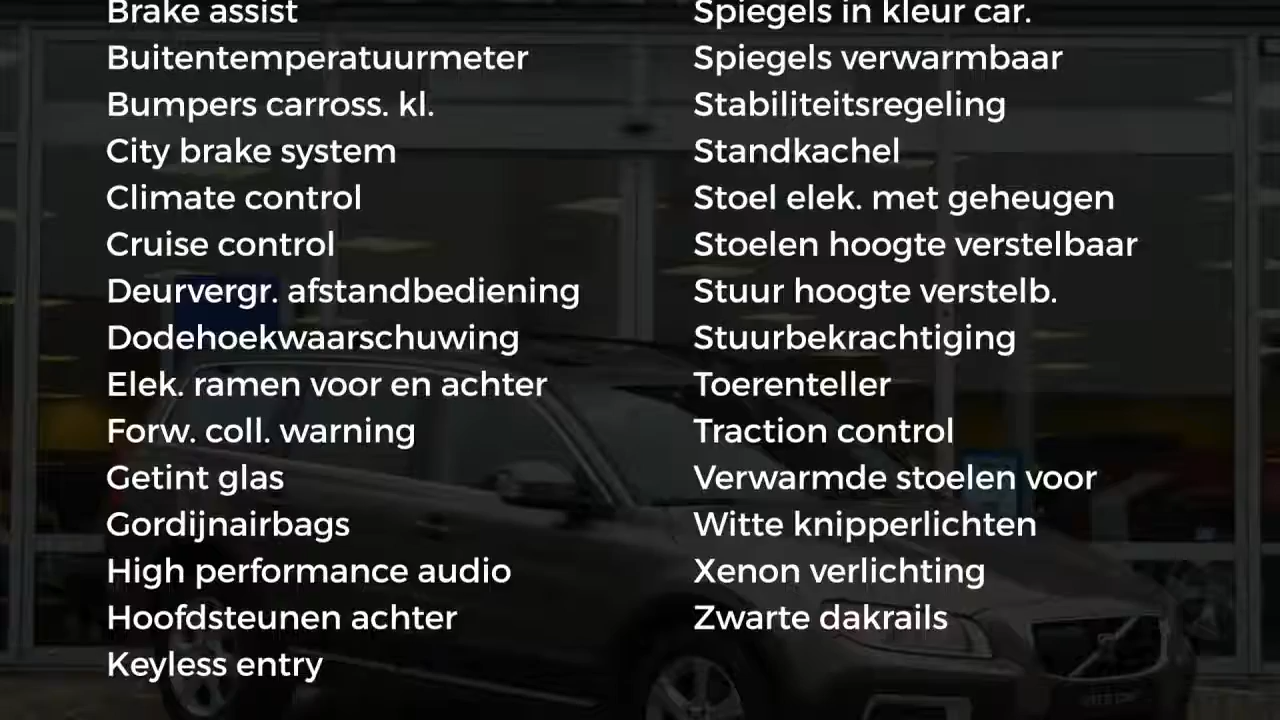 Brake assist
Buitentemperatuurmeter
Bumpers carross. kl.
City brake system
Climate control
Cruise control
Deurvergr. afstandbediening
Dodehoekwaarschuwing
Elek. ramen voor en achter
Forw. coll. warning
Getint glas
Gordijnairbags
High performance audio
Hoofdsteunen achter
Keyless entry
Spiegels in kleur car.
Spiegels verwarmbaar
Stabiliteitsregeling
Standkachel
Stoel elek. met geheugen
Stoelen hoogte verstelbaar
Stuur hoogte verstelb.
Stuurbekrachtiging
Toerenteller
Traction control
Verwarmde stoelen voor
Witte knipperlichten
Xenon verlichting
Zwarte dakrails